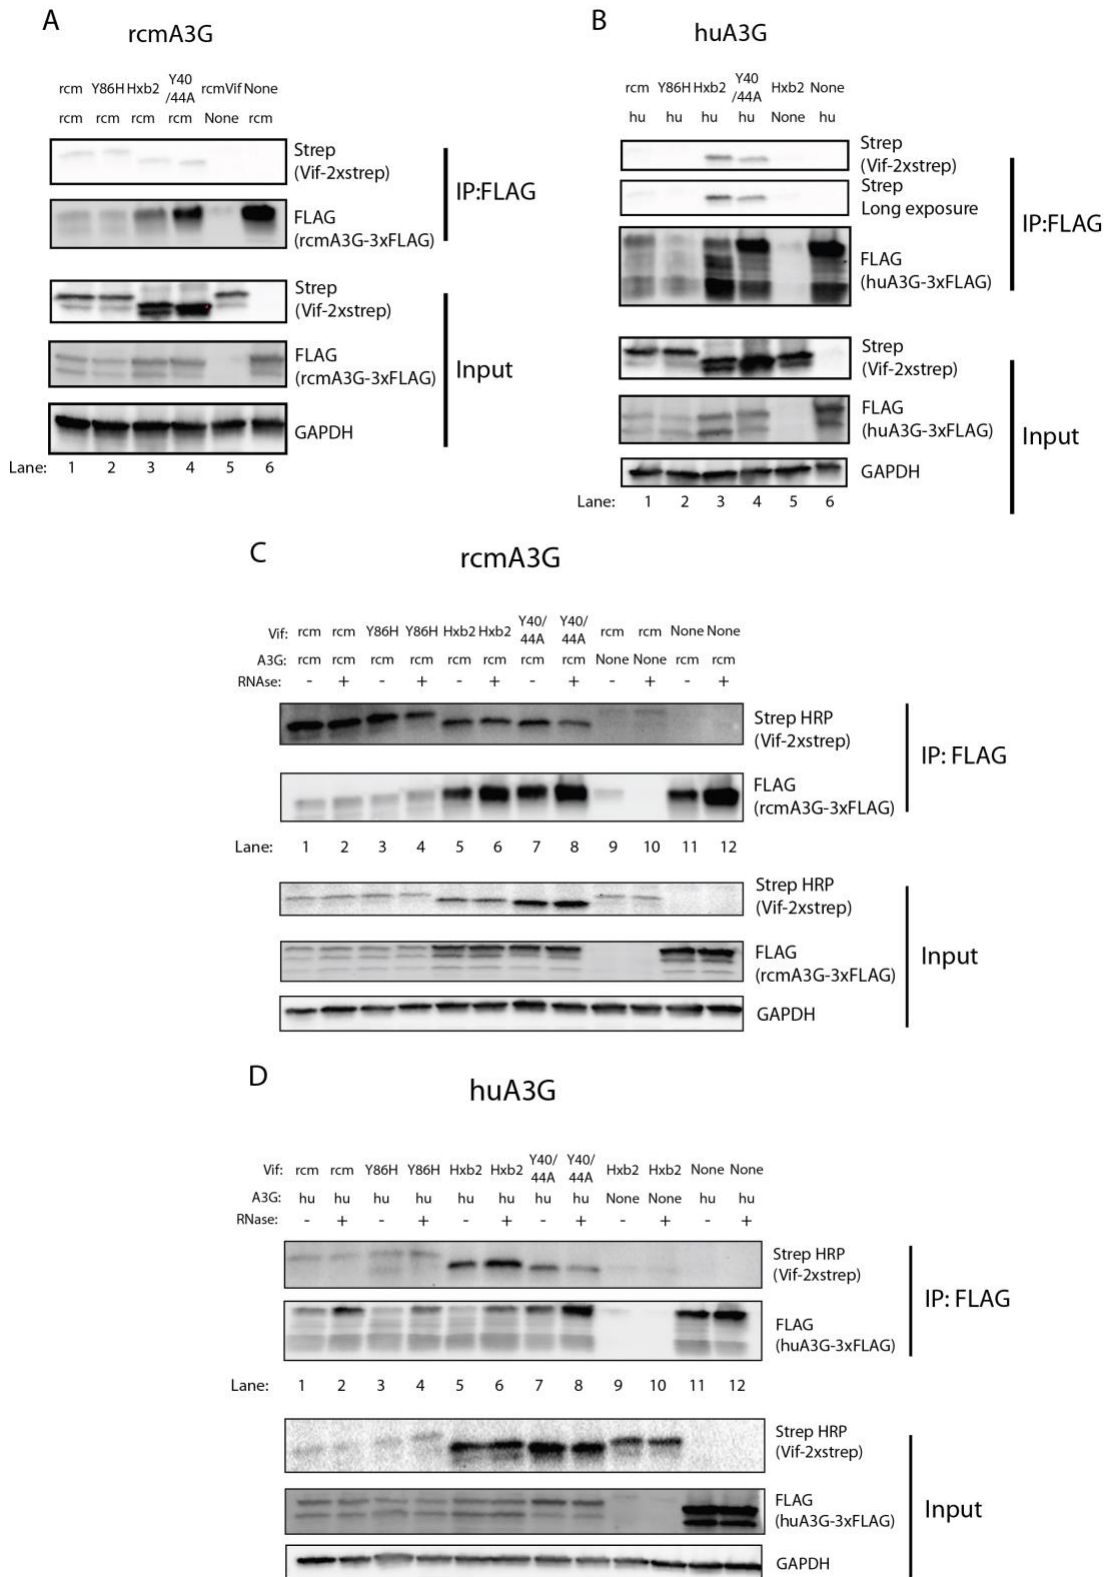 A
rcmA3G
rcm Y86H Hxb2 Y40/44A rcmVif None
rcm rcm rcm rcm None rcm
Strep
(Vif-2xstrep)
FLAG
(rcmA3G-3xFLAG)
IP:FLAG
Strep
(Vif-2xstrep)
FLAG
(rcmA3G-3xFLAG)
GAPDH
Input
Lane: 1 2 3 4 5 6
B
huA3G
rcm Y86H Hxb2 Y40/44A Hxb2 None
hu hu hu hu None hu
Strep
(Vif-2xstrep)
Strep
Long exposure
FLAG
(huA3G-3xFLAG)
IP:FLAG
Strep
(Vif-2xstrep)
FLAG
(huA3G-3xFLAG)
GAPDH
Input
Lane: 1 2 3 4 5 6
C
rcmA3G
Vif: rcm rcm Y86H Y86H Hxb2 Hxb2 Y40/44A Y40/44A rcm rcm None None
A3G: rcm rcm rcm rcm rcm rcm rcm rcm None None rcm rcm
RNAse: - + - + - + - + - + - +
Strep HRP
(Vif-2xstrep)
FLAG
(rcmA3G-3xFLAG)
IP: FLAG
Lane: 1 2 3 4 5 6 7 8 9 10 11 12
Strep HRP
(Vif-2xstrep)
FLAG
(rcmA3G-3xFLAG)
GAPDH
Input
D
huA3G
Vif: rcm rcm Y86H Y86H Hxb2 Hxb2 Y40/44A Y40/44A Hxb2 Hxb2 None None
A3G: hu hu hu hu hu hu hu hu None None hu hu
RNase: - + - + - + - + - + - +
Strep HRP
(Vif-2xstrep)
FLAG
(huA3G-3xFLAG)
IP: FLAG
Lane: 1 2 3 4 5 6 7 8 9 10 11 12
Strep HRP
(Vif-2xstrep)
FLAG
(huA3G-3xFLAG)
GAPDH
Input